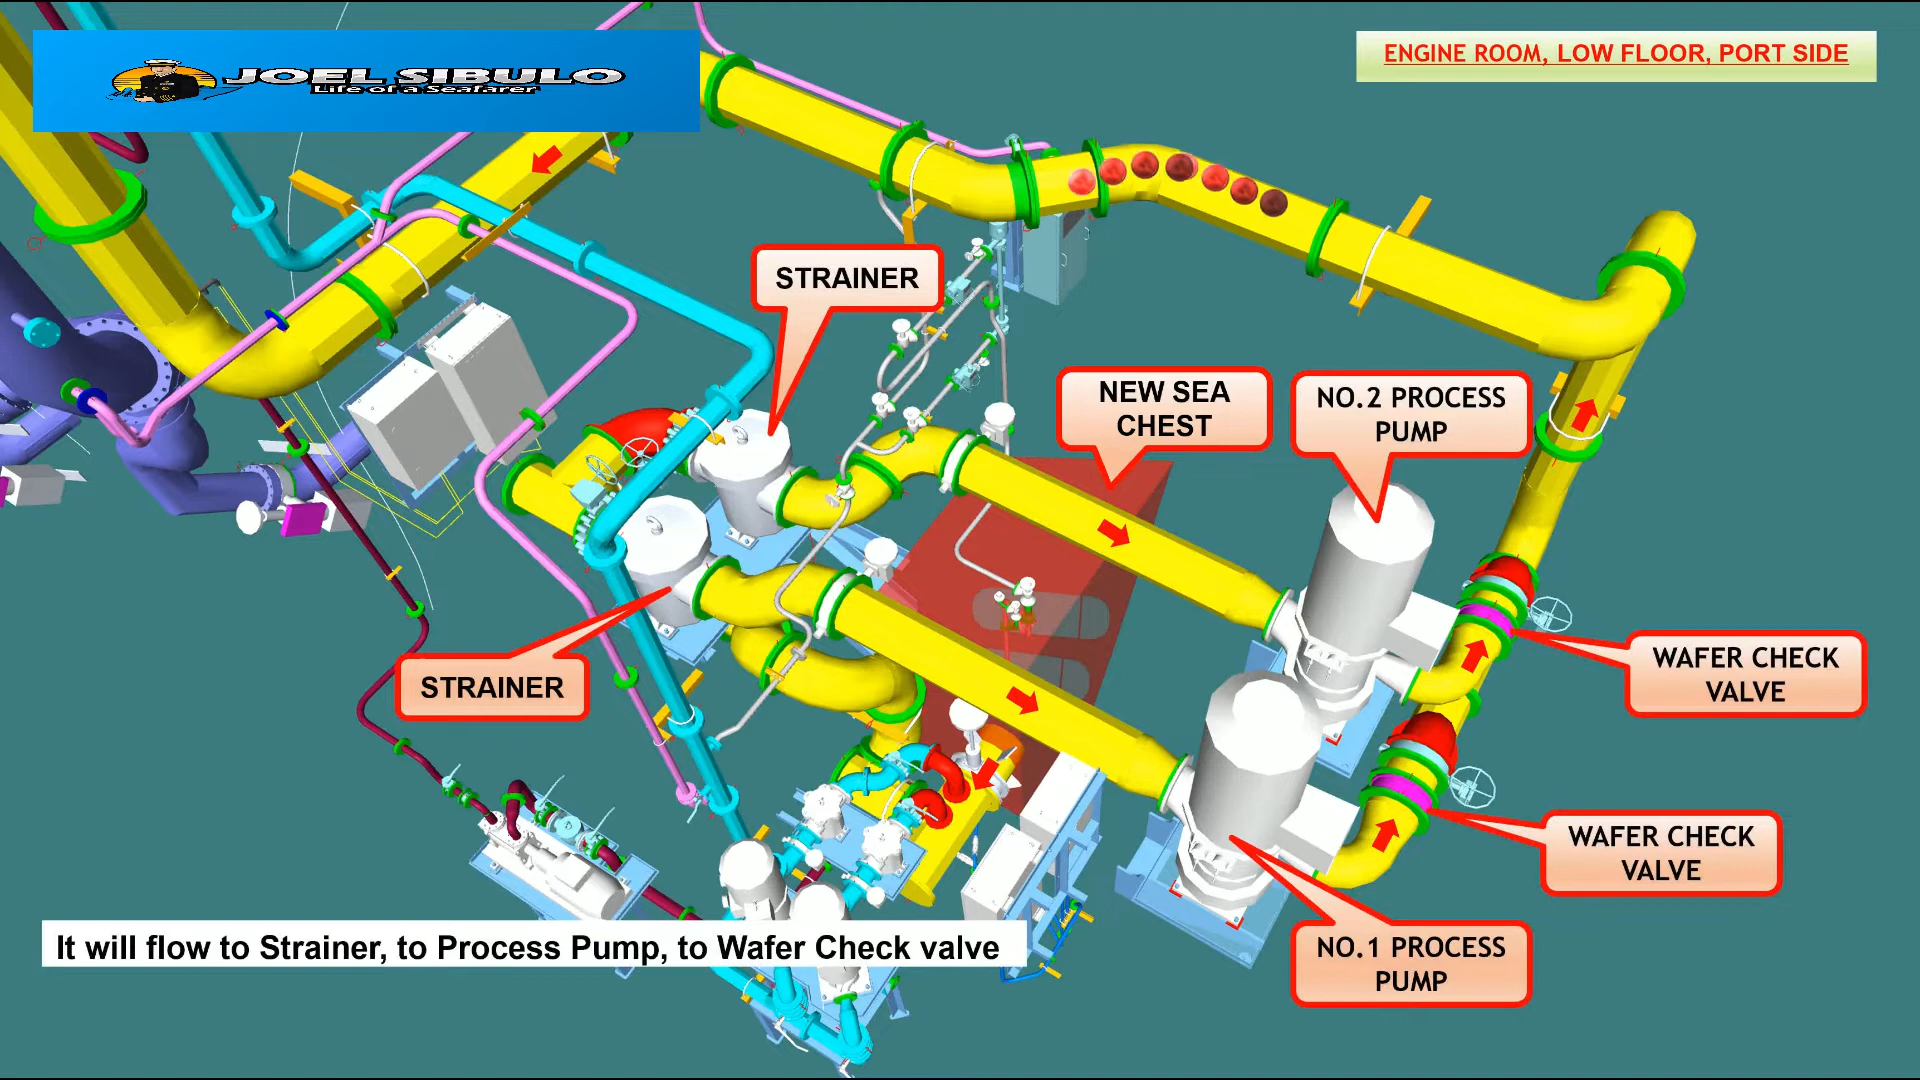 JOEL SIBULO
Life of a Seafarer
ENGINE ROOM, LOW FLOOR, PORT SIDE
STRAINER
NEW SEA
CHEST
NO.2 PROCESS
PUMP
WAFER CHECK
VALVE
STRAINER
WAFER CHECK
VALVE
NO.1 PROCESS
PUMP
It will flow to Strainer, to Process Pump, to Wafer Check valve